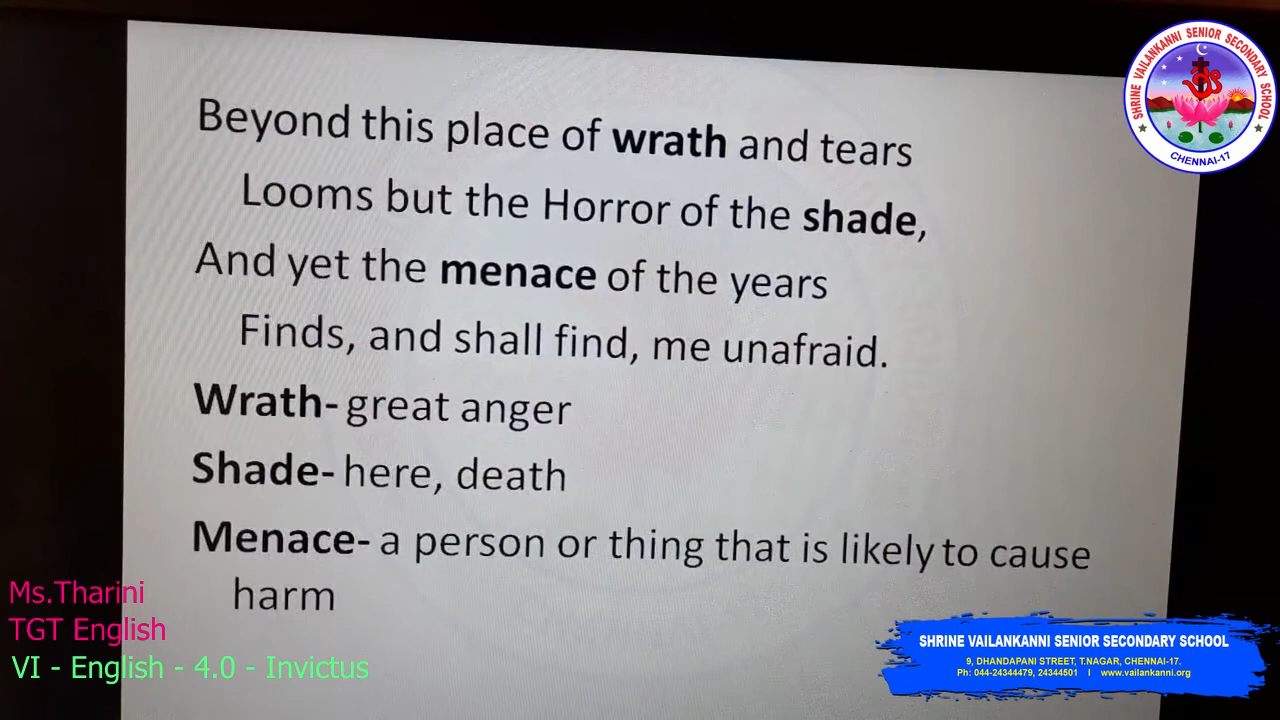 Beyond this place of wrath and tears
Looms but the Horror of the shade,
And yet the menace of the years
Finds, and shall find, me unafraid.
Wrath- great anger
Shade- here, death
Menace- a person or thing that is likely to cause
harm
Ms.Tharini
TGT English
VI - English - 4.0 - Invictus
SHRINE VAILANKANNI SENIOR SECONDARY SCHOOL
CHENNAI-17
SHRINE VAILANKANNI SENIOR SECONDARY SCHOOL
9, DHANDAPANI STREET, T.NAGAR, CHENNAI-17.
Ph: 044-24344479, 24344501 I www.vailankanni.org